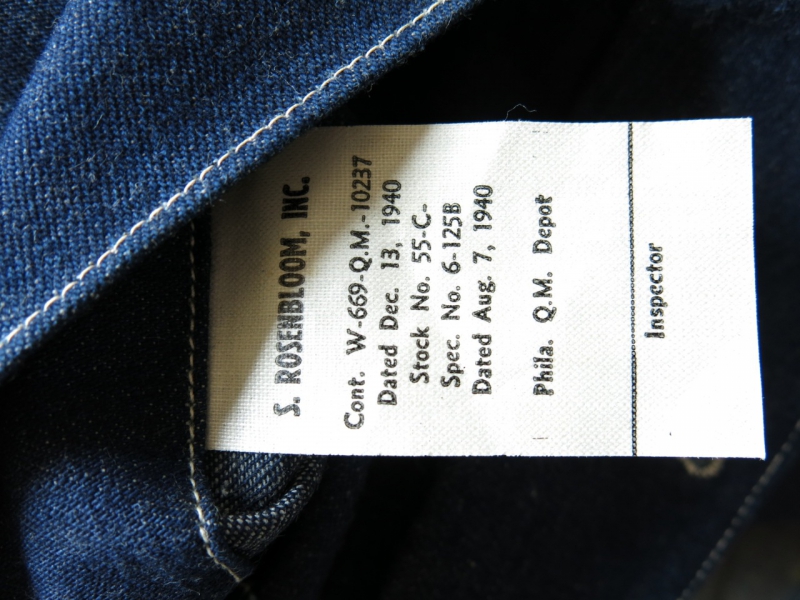 S. ROSENBLOOM, INC.
Cont. W-669-Q.M.-10237
Dated Dec. 13, 1940
Stock No. 55-C-
Spec. No. 6-125B
Dated Aug. 7, 1940
Phila. Q.M. Depot
Inspector